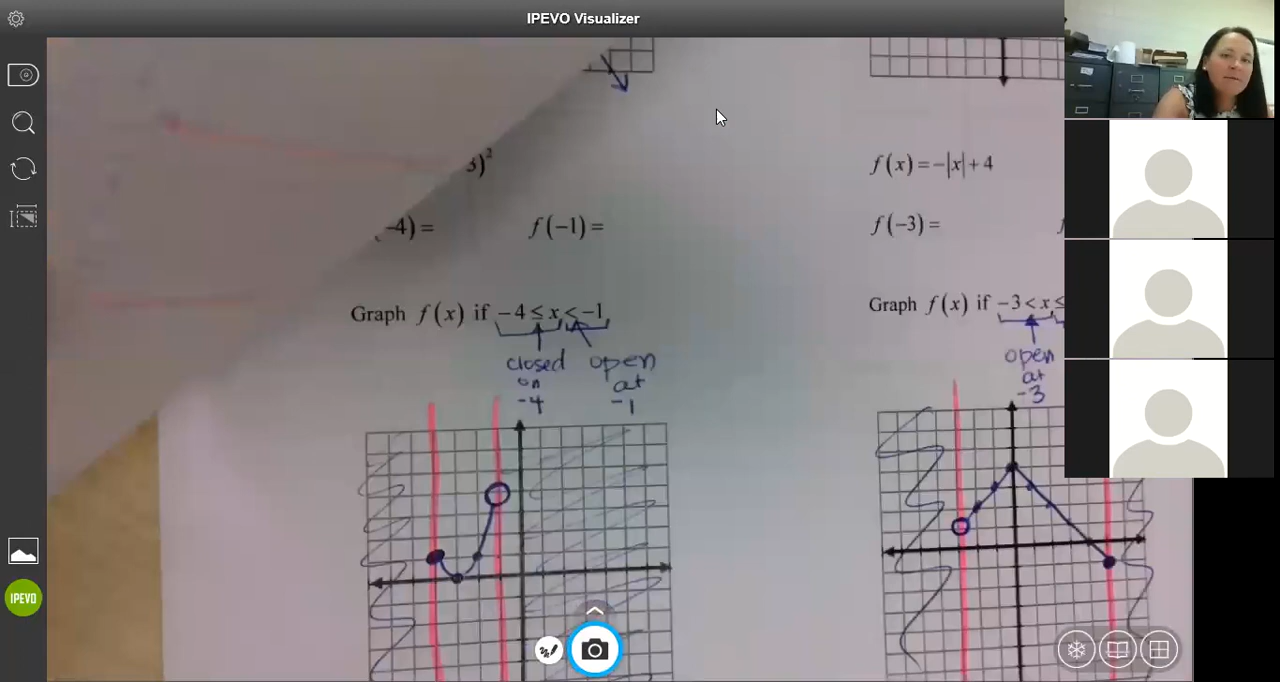 IPEVO Visualizer
3)²
-4) =
f(-1) =
Graph f(x) if -4 ≤ x < -1
closed
on
-4
open
at
-1
f(x) = -|x| + 4
f(-3) =
Graph f(x) if -3 < x ≤
open
at
-3
IPEVO